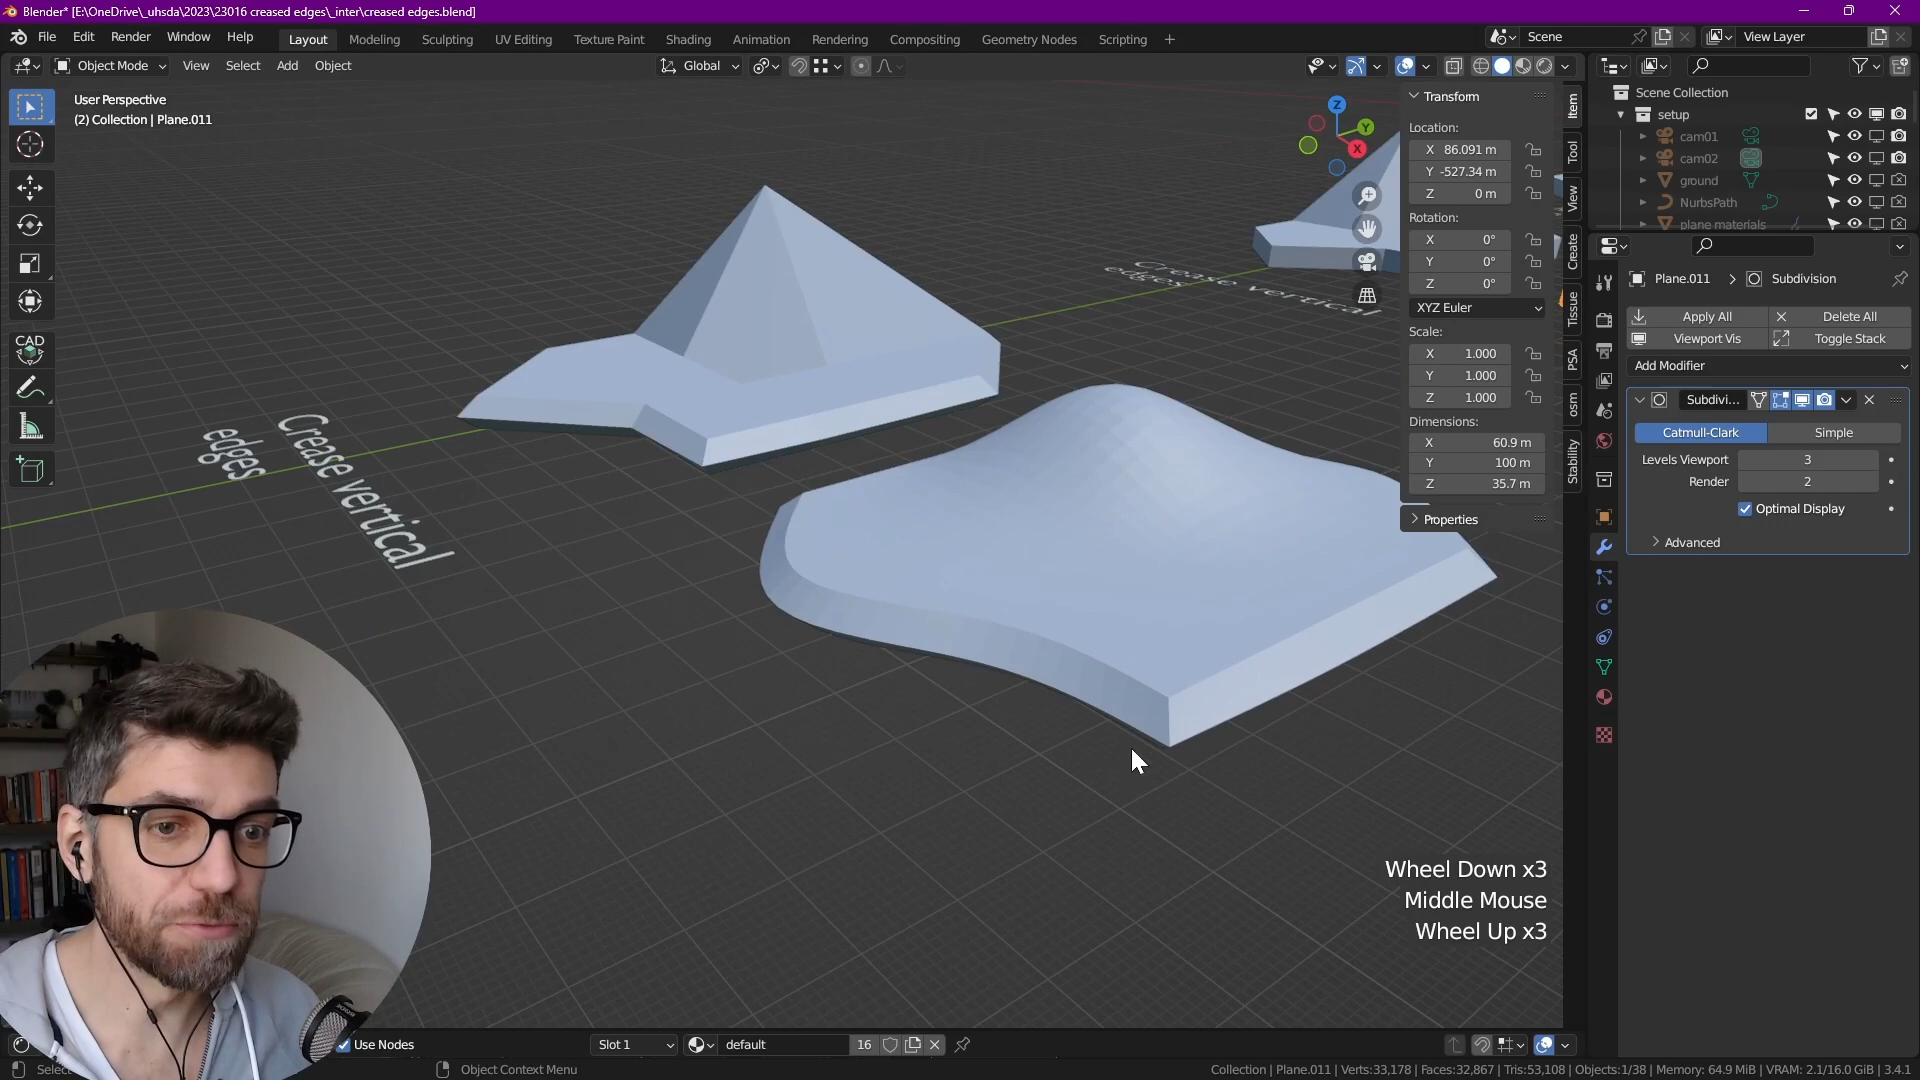 Blender* [E:\OneDrive\_uhsda\2023\23016 creased edges\_inter\creased edges.blend]
File Edit Render Window Help Layout Modeling Sculpting UV Editing Texture Paint Shading Animation Rendering Compositing Geometry Nodes Scripting + Scene View Layer
Object Mode View Select Add Object Global
User Perspective
(2) Collection | Plane.011
CAD
Crease vertical
edges
Crease vertical
edges
Z
Y
X
Transform
Location:
X 86.091 m
Y -527.34 m
Z 0 m
Rotation:
X 0°
Y 0°
Z 0°
XYZ Euler
Scale:
X 1.000
Y 1.000
Z 1.000
Dimensions:
X 60.9 m
Y 100 m
Z 35.7 m
Properties
Item
Tool
View
Create
Tissue
PSA
osm
Stability
Scene Collection
setup
cam01
cam02
ground
NurbsPath
plane materials
Plane.011 > Subdivision
Apply All Delete All
Viewport Vis Toggle Stack
Add Modifier
Subdivi...
Catmull-Clark Simple
Levels Viewport 3
Render 2
Optimal Display
Advanced
Wheel Down x3
Middle Mouse
Wheel Up x3
Use Nodes Slot 1 default 16
Select Object Context Menu Collection | Plane.011 | Verts:33,178 | Faces:32,867 | Tris:53,108 | Objects:1/38 | Memory: 64.9 MiB | VRAM: 2.1/16.0 GiB | 3.4.1